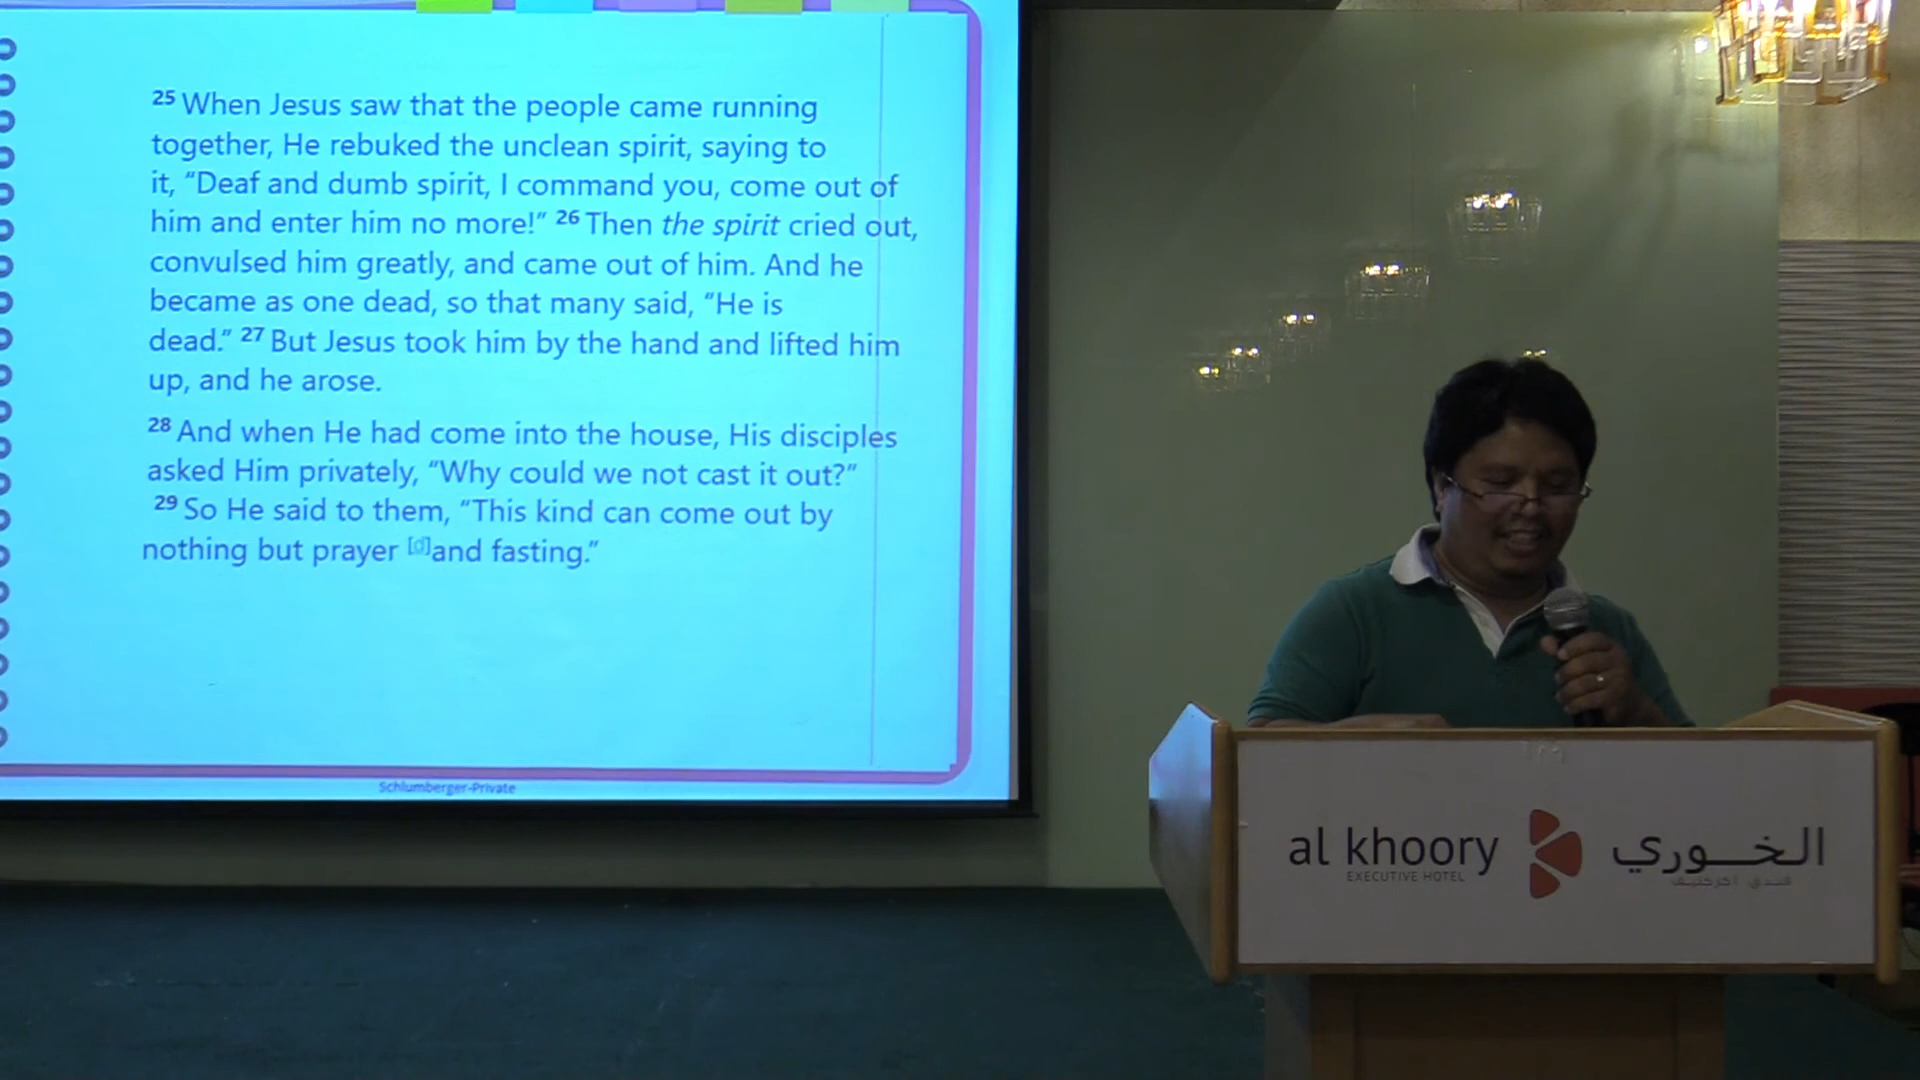 25 When Jesus saw that the people came running
together, He rebuked the unclean spirit, saying to
it, “Deaf and dumb spirit, I command you, come out of
him and enter him no more!” 26 Then the spirit cried out,
convulsed him greatly, and came out of him. And he
became as one dead, so that many said, “He is
dead.” 27 But Jesus took him by the hand and lifted him
up, and he arose.
28 And when He had come into the house, His disciples
asked Him privately, “Why could we not cast it out?”
29 So He said to them, “This kind can come out by
nothing but prayer [d]and fasting.”
Schlumberger-Private
al khoory
EXECUTIVE HOTEL
الخوري